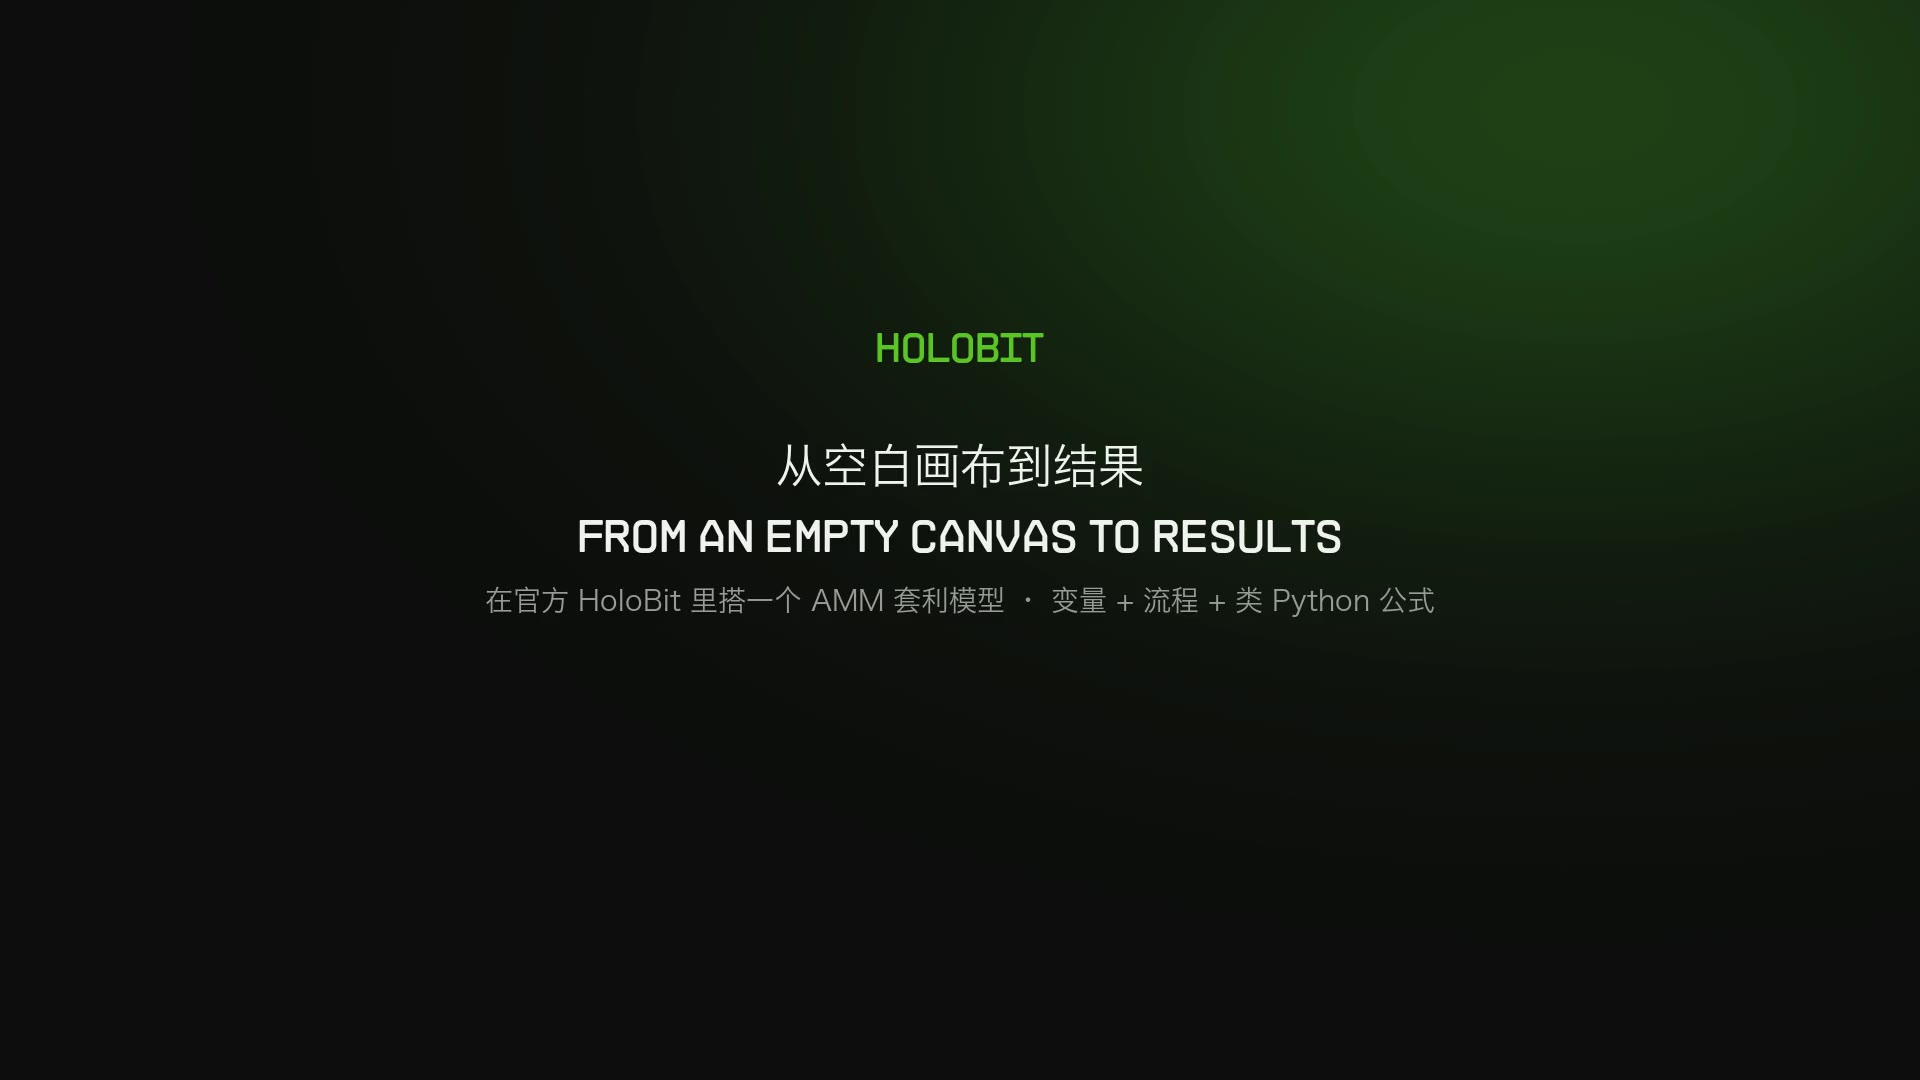 HOLOBIT
从空白画布到结果
FROM AN EMPTY CANVAS TO RESULTS
在官方 HoloBit 里搭一个 AMM 套利模型 · 变量 + 流程 + 类 Python 公式